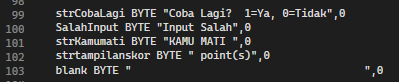 98
99 strCobaLagi BYTE "Coba Lagi?  1=Ya, 0=Tidak",0
100 SalahInput BYTE "Input Salah",0
101 strKamumati BYTE "KAMU MATI ",0
102 strtampilanskor BYTE " point(s)",0
103 blank BYTE "                                     ",0